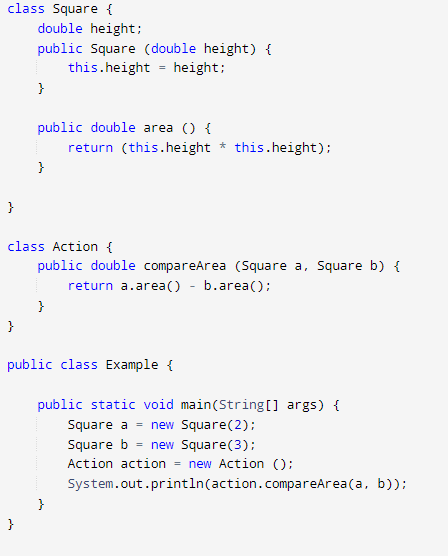 class Square {
    double height;
    public Square (double height) {
        this.height = height;
    }

    public double area () {
        return (this.height * this.height);
    }

}

class Action {
    public double compareArea (Square a, Square b) {
        return a.area() - b.area();
    }
}

public class Example {

    public static void main(String[] args) {
        Square a = new Square(2);
        Square b = new Square(3);
        Action action = new Action ();
        System.out.println(action.compareArea(a, b));
    }
}